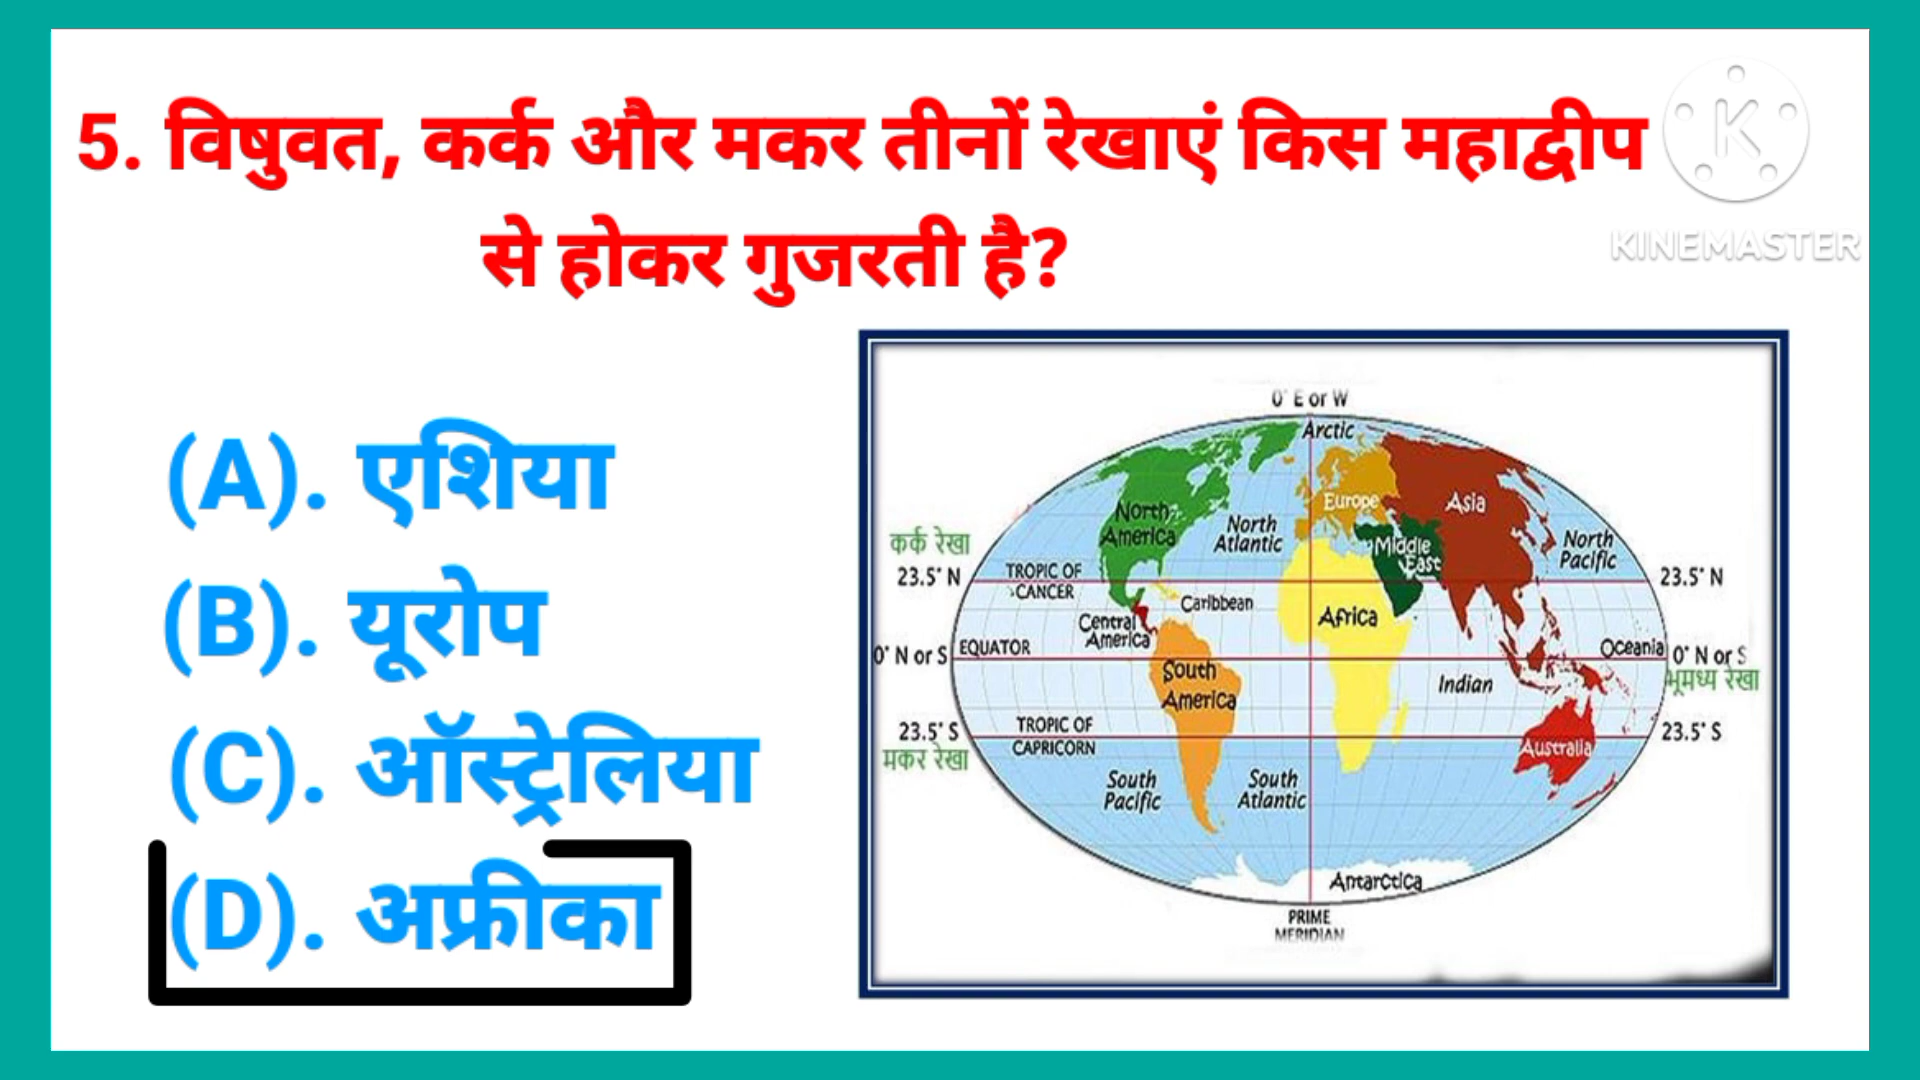 5. विषुवत, कर्क और मकर तीनों रेखाएं किस महाद्वीप
से होकर गुजरती है?
KINEMASTER
(A). एशिया
(B). यूरोप
(C). ऑस्ट्रेलिया
(D). अफ्रीका
0° E or W
Arctic
North
America
North
Atlantic
Europe
Asia
Middle
East
North
Pacific
कर्क रेखा
23.5° N
TROPIC OF
CANCER
23.5° N
Caribbean
Africa
Central
America
0° N or S
EQUATOR
Oceania
0° N or S
भूमध्य रेखा
South
America
Indian
23.5° S
मकर रेखा
TROPIC OF
CAPRICORN
Australia
23.5° S
South
Pacific
South
Atlantic
Antarctica
PRIME
MERIDIAN